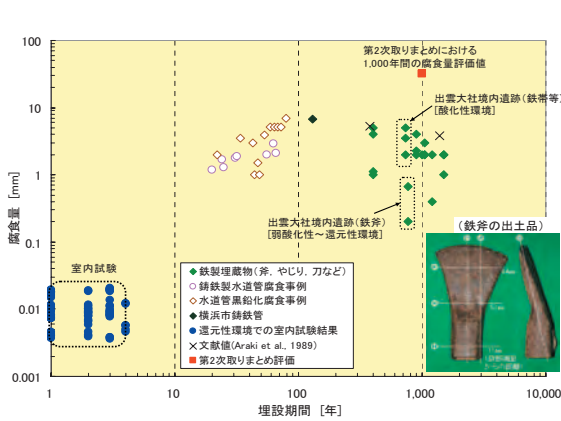 100
10
1
0.1
0.01
0.001
腐食量 [mm]
1
10
100
1,000
10,000
埋設期間 [年]
第2次取りまとめにおける
1,000年間の腐食量評価値
出雲大社境内遺跡(鉄帯等)
[酸化性環境]
出雲大社境内遺跡(鉄斧)
[弱酸化性～還元性環境]
(鉄斧の出土品)
室内試験
鉄製埋蔵物(斧、やじり、刀など)
鋳鉄製水道管腐食事例
水道管黒鉛化腐食事例
横浜市鋳鉄管
還元性環境での室内試験結果
文献値(Araki et al., 1989)
第2次取りまとめ評価